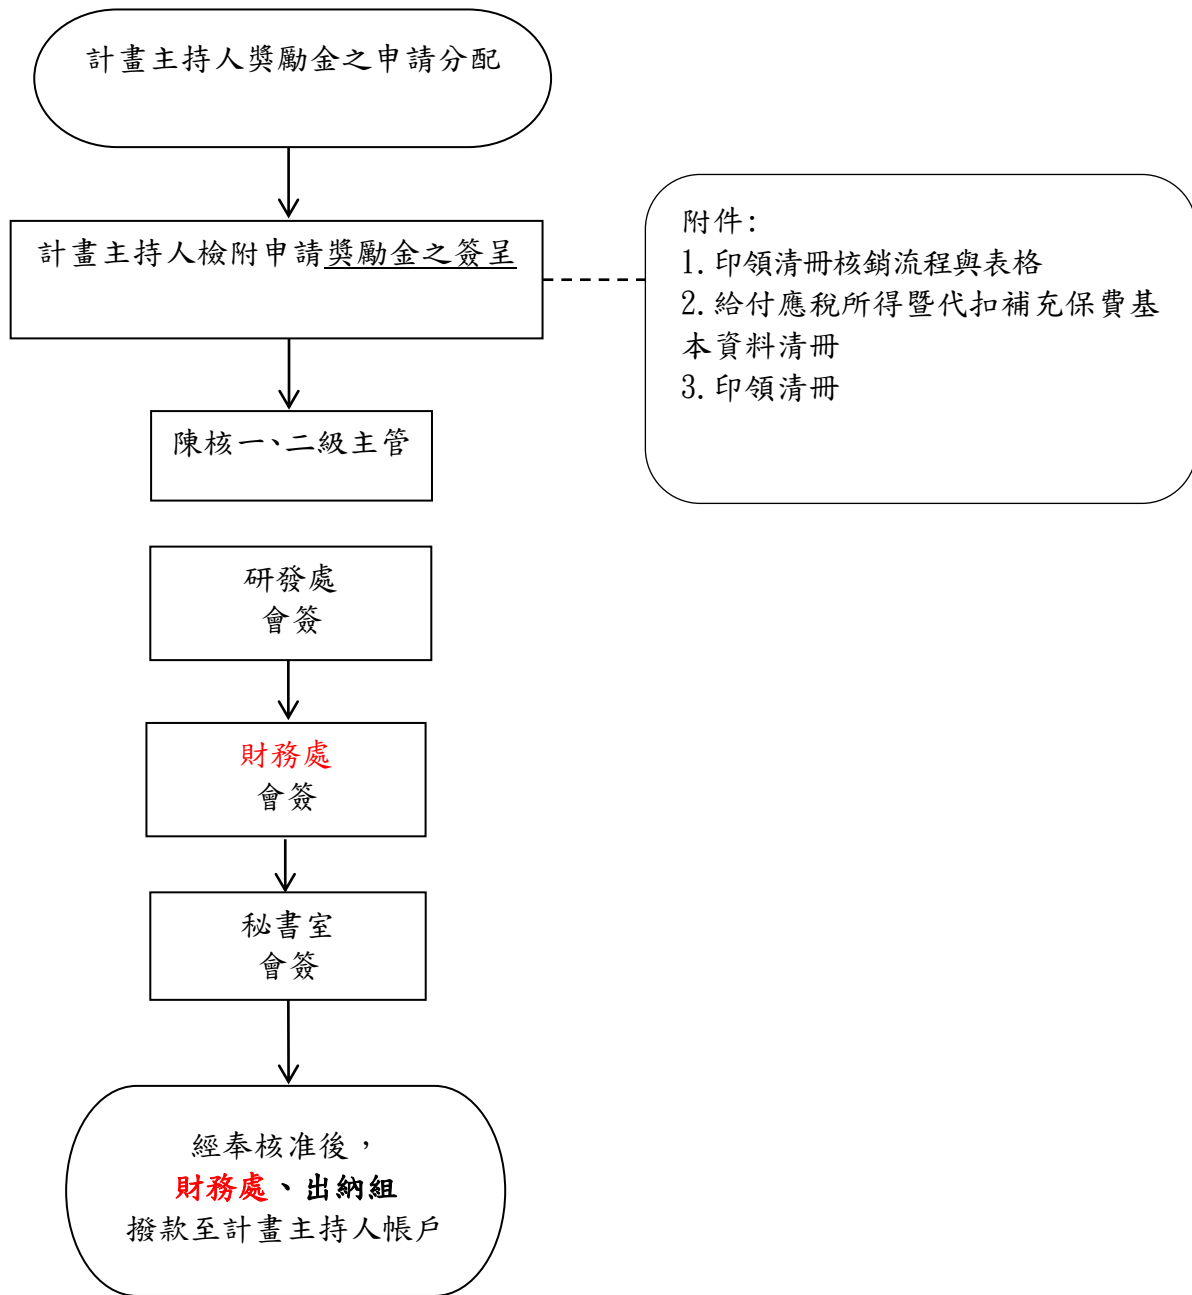 計畫主持人獎勵金之申請分配
計畫主持人檢附申請獎勵金之簽呈
附件:
1.印領清冊核銷流程與表格
2.給付應稅所得暨代扣補充保費基
本資料清冊
3.印領清冊
陳核一、二級主管
研發處
會簽
財務處
會簽
秘書室
會簽
經奉核准後，
財務處、出納組
撥款至計畫主持人帳戶